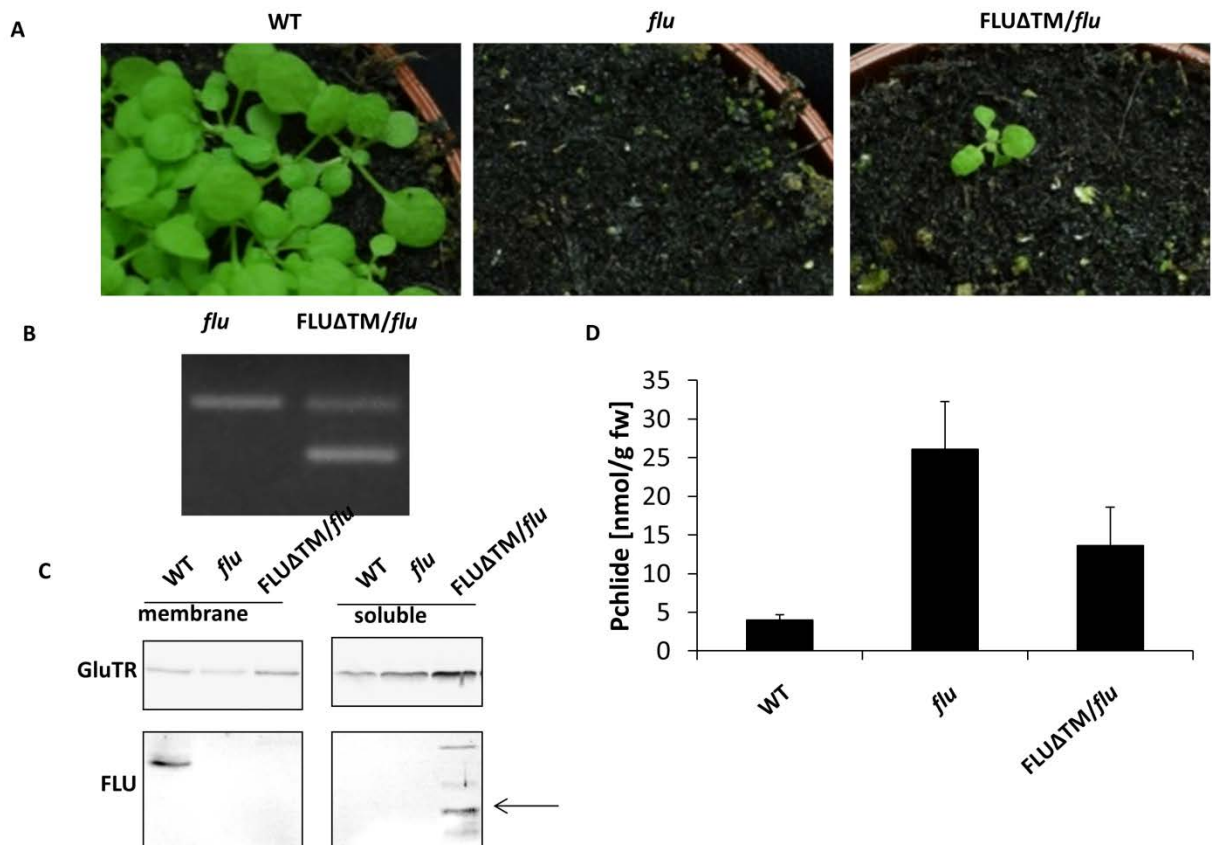 A
WT
flu
FLUΔTM/flu
B
flu
FLUΔTM/flu
C
WT
flu
FLUΔTM/flu
membrane
WT
flu
FLUΔTM/flu
soluble
GluTR
FLU
D
Pchlide [nmol/g fw]
35
30
25
20
15
10
5
0
WT
flu
FLUΔTM/flu